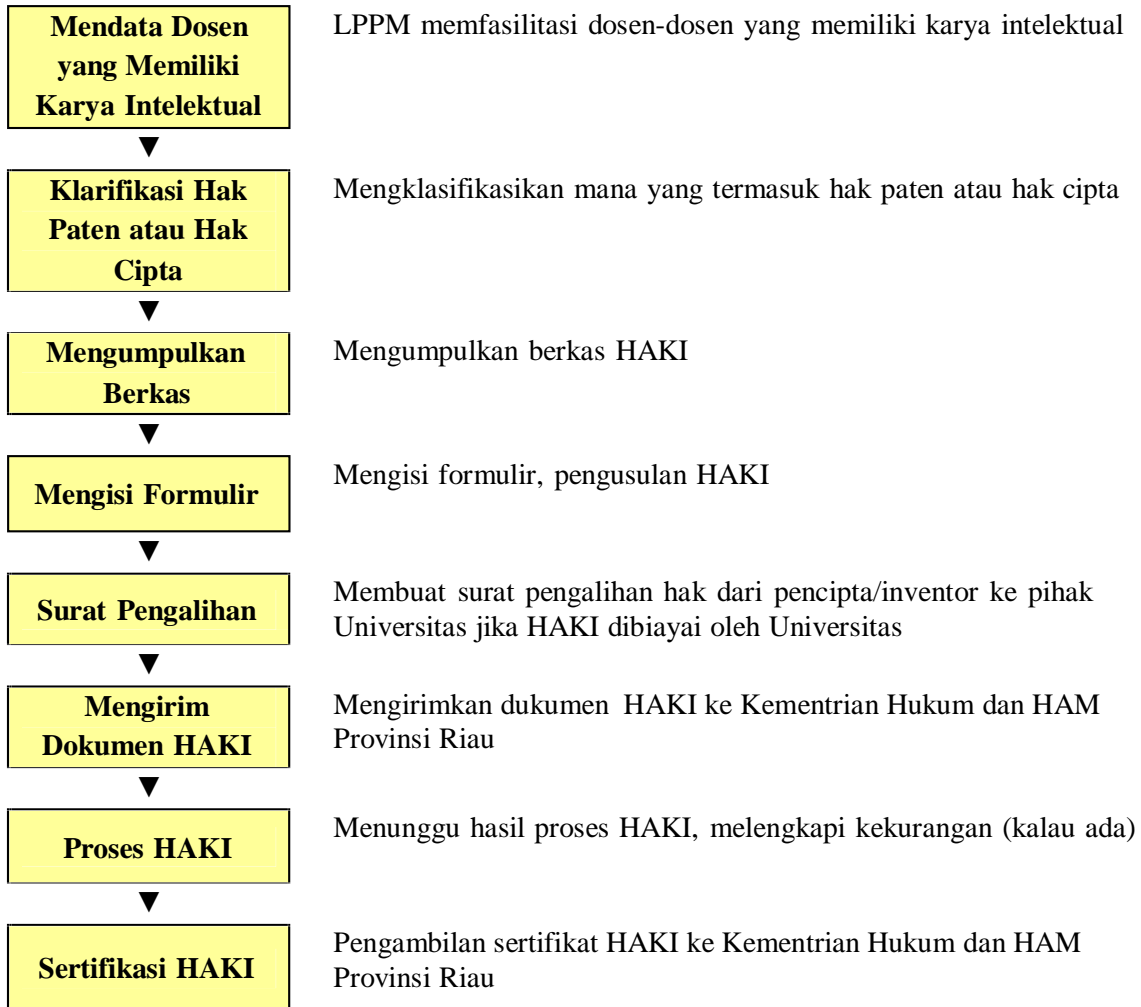 Mendata Dosen
yang Memiliki
Karya Intelektual
LPPM memfasilitasi dosen-dosen yang memiliki karya intelektual
Klarifikasi Hak
Paten atau Hak
Cipta
Mengklasifikasikan mana yang termasuk hak paten atau hak cipta
Mengumpulkan
Berkas
Mengumpulkan berkas HAKI
Mengisi Formulir
Mengisi formulir, pengusulan HAKI
Surat Pengalihan
Membuat surat pengalihan hak dari pencipta/inventor ke pihak
Universitas jika HAKI dibiayai oleh Universitas
Mengirim
Dokumen HAKI
Mengirimkan dukumen HAKI ke Kementrian Hukum dan HAM
Provinsi Riau
Proses HAKI
Menunggu hasil proses HAKI, melengkapi kekurangan (kalau ada)
Sertifikasi HAKI
Pengambilan sertifikat HAKI ke Kementrian Hukum dan HAM
Provinsi Riau